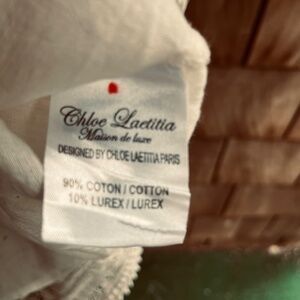 Chloe Laetitia
Maison de luxe
DESIGNED BY CHLOE LAETITIA PARIS
90% COTON / COTTON
10% LUREX / LUREX